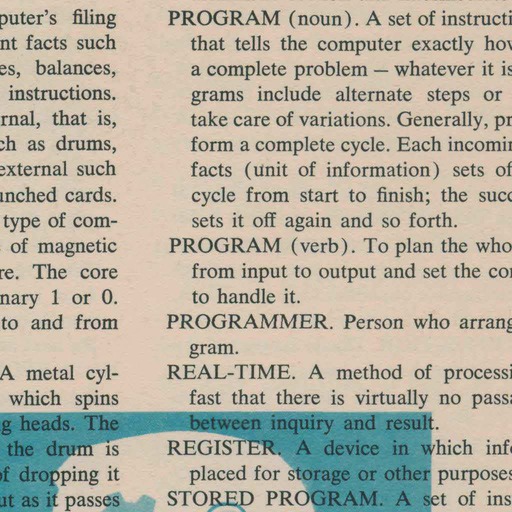 puter's filing
nt facts such
es, balances,
instructions.
rnal, that is,
ch as drums,
external such
unched cards.
type of com-
of magnetic
re. The core
nary 1 or 0.
to and from
A metal cyl-
which spins
g heads. The
the drum is
of dropping it
ut as it passes
PROGRAM (noun). A set of instructi
that tells the computer exactly how
a complete problem — whatever it is
grams include alternate steps or
take care of variations. Generally, pr
form a complete cycle. Each incomin
facts (unit of information) sets of
cycle from start to finish; the succ
sets it off again and so forth.
PROGRAM (verb). To plan the who
from input to output and set the co
to handle it.
PROGRAMMER. Person who arrang
gram.
REAL-TIME. A method of processi
fast that there is virtually no passa
between inquiry and result.
REGISTER. A device in which info
placed for storage or other purposes
STORED PROGRAM. A set of ins